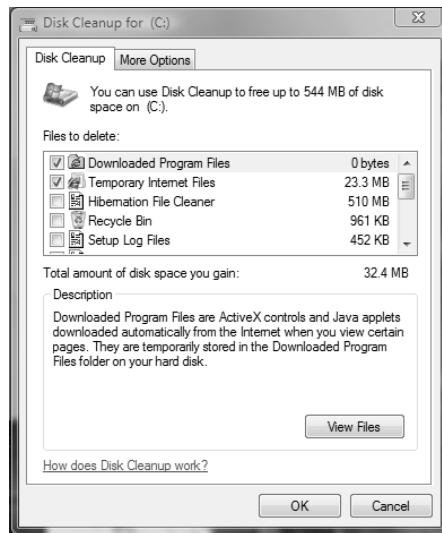 Disk Cleanup for (C:)
Disk Cleanup
More Options
You can use Disk Cleanup to free up to 544 MB of disk
space on (C:).
Files to delete:
Downloaded Program Files 0 bytes
Temporary Internet Files 23.3 MB
Hibernation File Cleaner 510 MB
Recycle Bin 961 KB
Setup Log Files 452 KB
Total amount of disk space you gain: 32.4 MB
Description
Downloaded Program Files are ActiveX controls and Java applets
downloaded automatically from the Internet when you view certain
pages. They are temporarily stored in the Downloaded Program
Files folder on your hard disk.
View Files
How does Disk Cleanup work?
OK Cancel